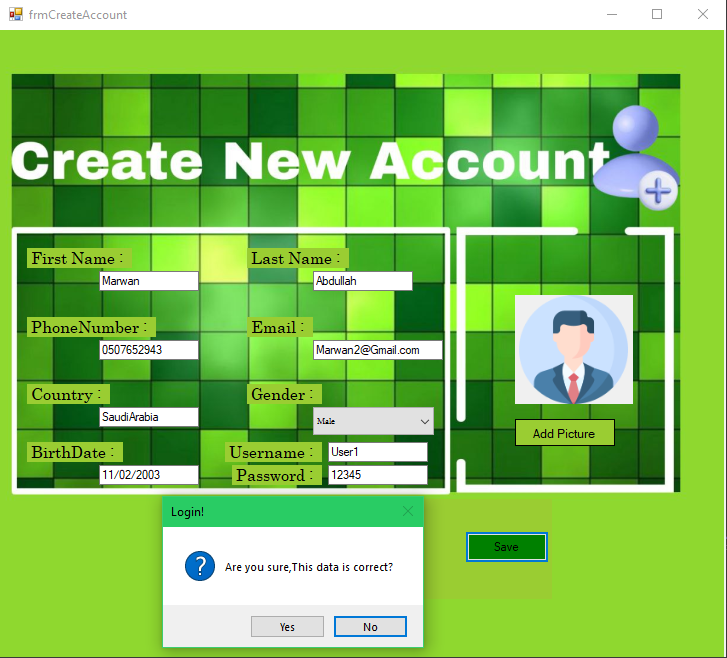 frmCreateAccount
Create New Account
First Name :
Last Name :
Marwan
Abdullah
PhoneNumber :
Email :
0507652943
Marwan2@Gmail.com
Country :
Gender :
SaudiArabia
Male
BirthDate :
Username :
User1
11/02/2003
Password :
12345
Add Picture
Login!
Are you sure,This data is correct?
Yes
No
Save